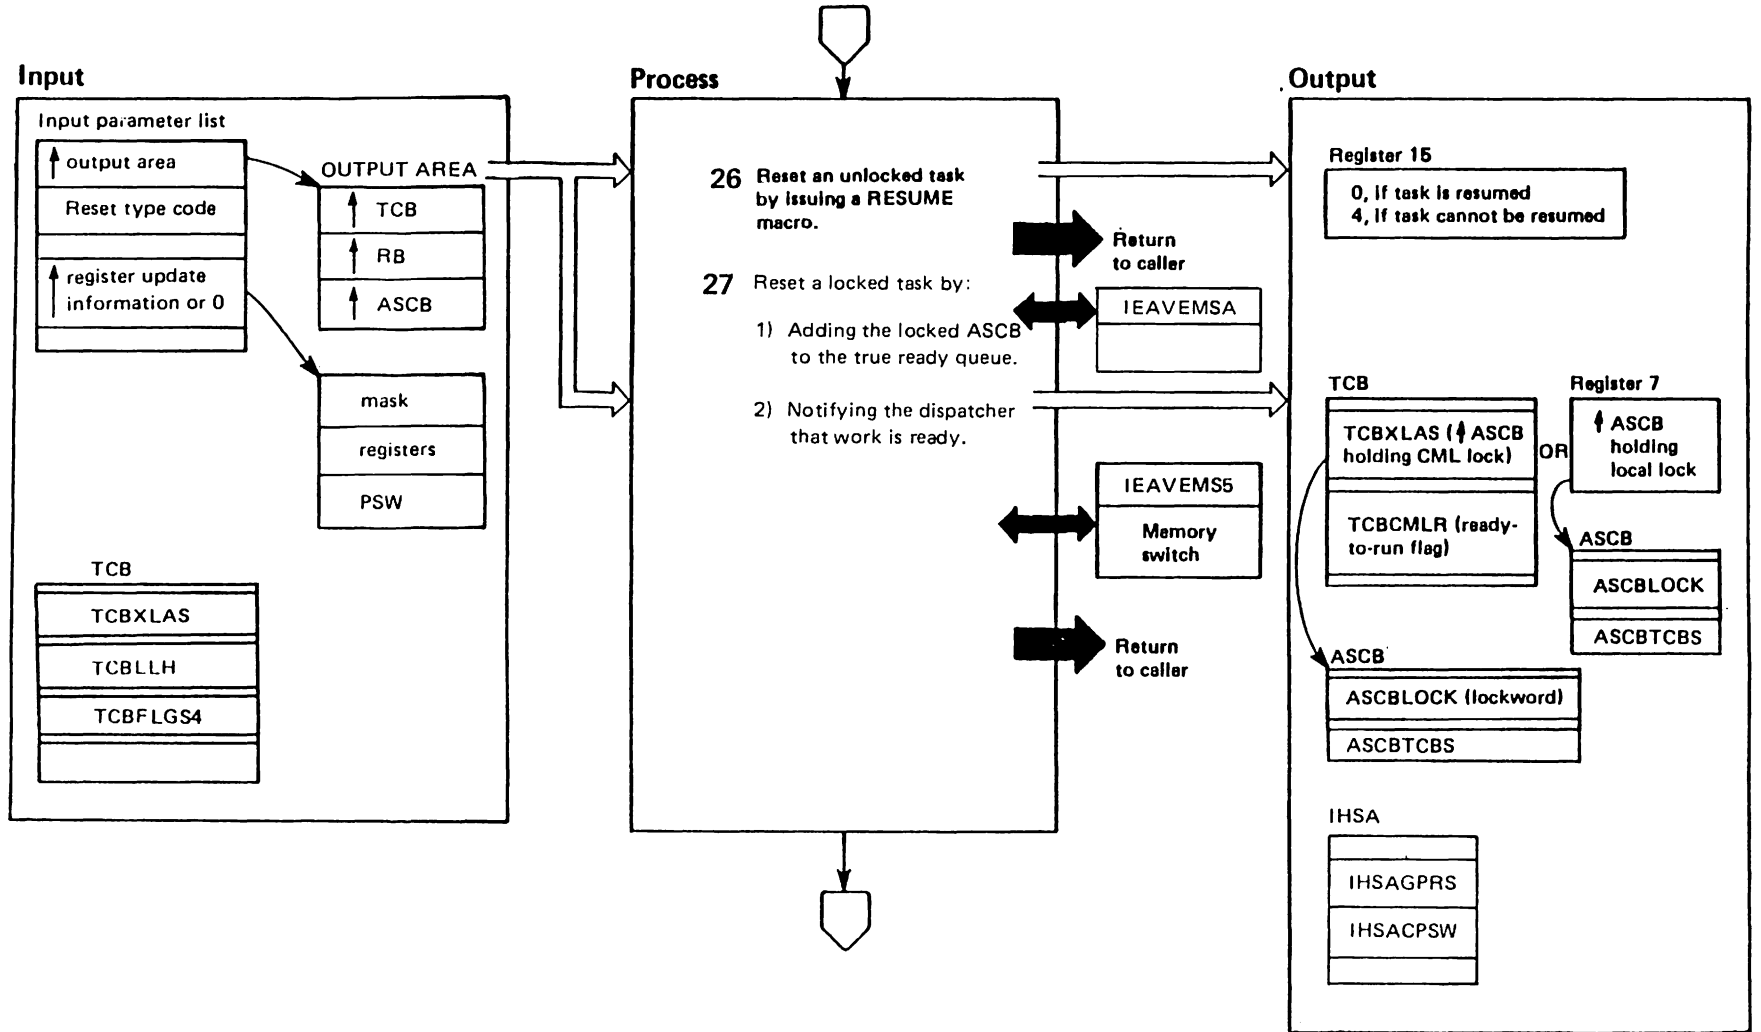 Input
Input parameter list
output area
Reset type code
register update
information or 0
OUTPUT AREA
TCB
RB
ASCB
mask
registers
PSW
TCB
TCBXLAS
TCBLLH
TCBFLGS4
Process
26 Reset an unlocked task
by issuing a RESUME
macro.
Return
to caller
27 Reset a locked task by:
1) Adding the locked ASCB
to the true ready queue.
2) Notifying the dispatcher
that work is ready.
IEAVEMSA
IEAVEMS5
Memory
switch
Return
to caller
Output
Register 15
0, if task is resumed
4, if task cannot be resumed
TCB
TCBXLAS (↑ ASCB
holding CML lock)
TCBCMLR (ready-
to-run flag)
OR
Register 7
↑ ASCB
holding
local lock
ASCB
ASCBLOCK
ASCBTCBS
ASCB
ASCBLOCK (lockword)
ASCBTCBS
IHSA
IHSAGPRS
IHSACPSW